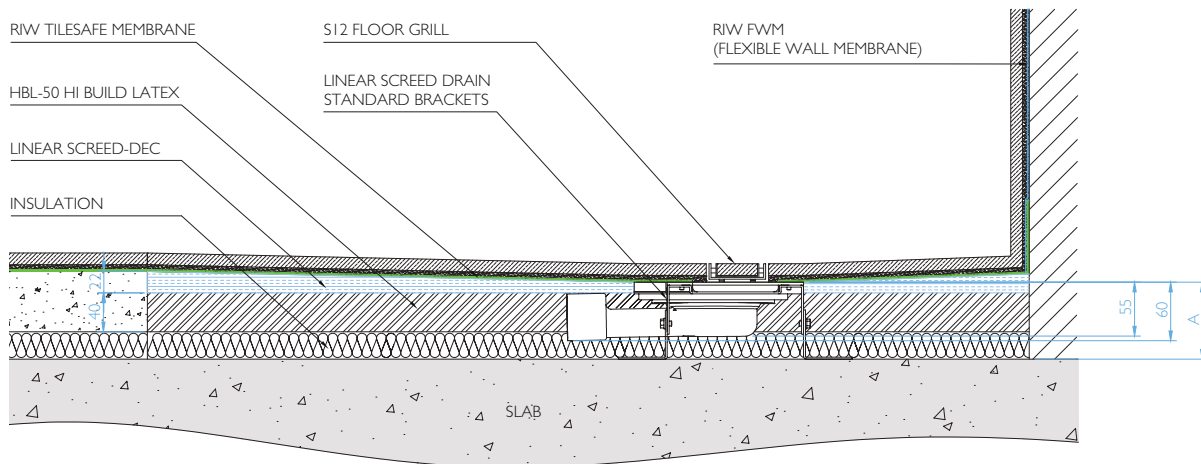 RIW TILESAFE MEMBRANE
S12 FLOOR GRILL
RIW FWM
(FLEXIBLE WALL MEMBRANE)
HBL-50 HI BUILD LATEX
LINEAR SCREED DRAIN
STANDARD BRACKETS
LINEAR SCREED-DEC
INSULATION
22
40
55
60
A
SLAB